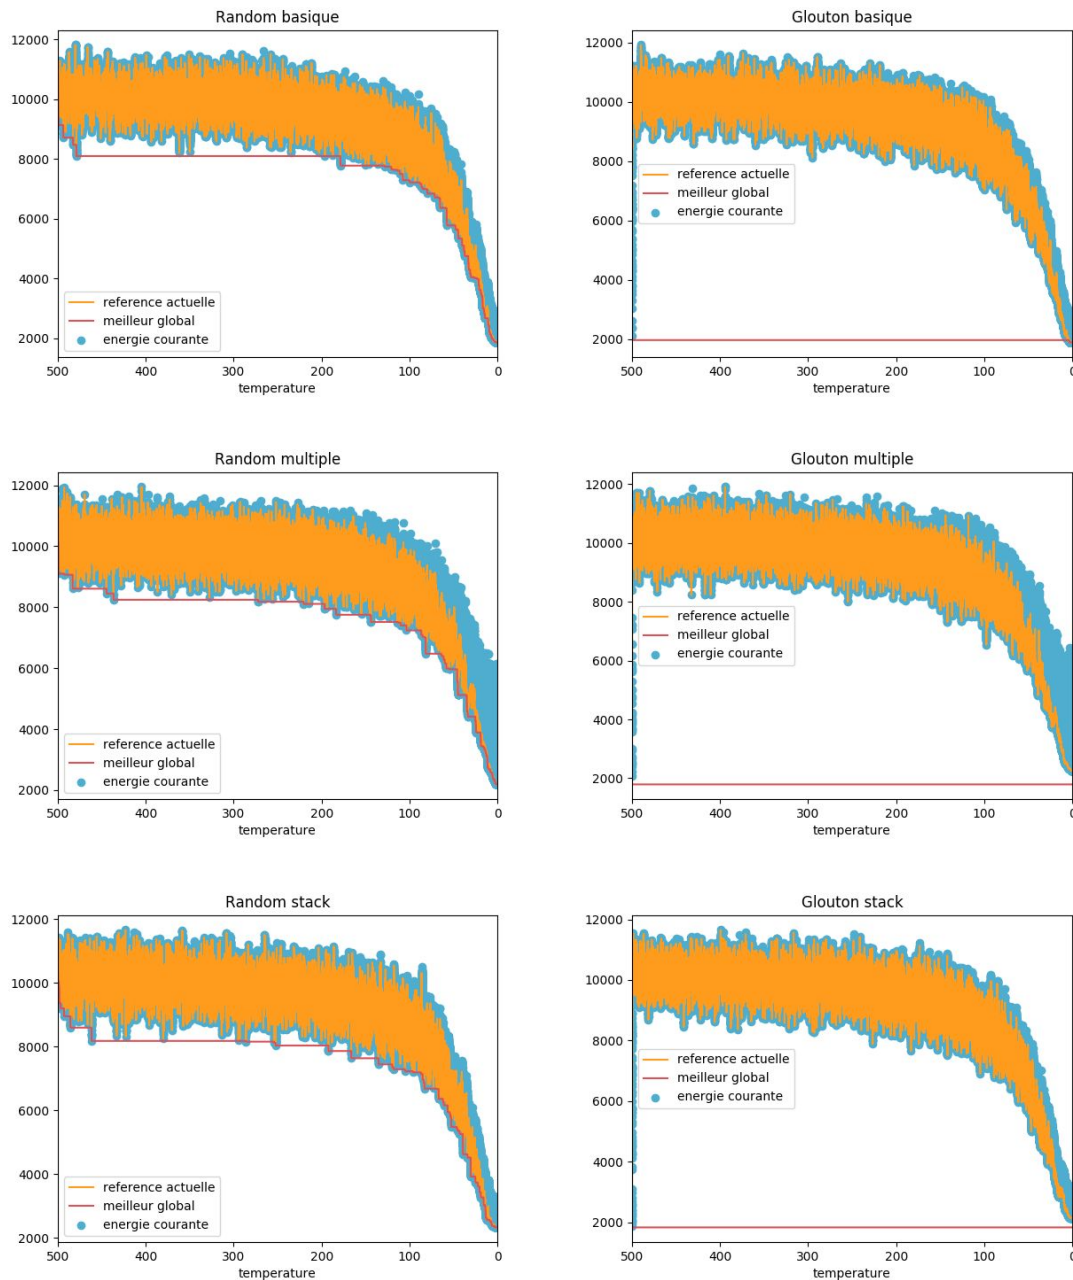 Random basique
12000
10000
8000
6000
4000
2000
reference actuelle
meilleur global
energie courante
500 400 300 200 100 0
temperature
Glouton basique
12000
10000
8000
6000
4000
2000
reference actuelle
meilleur global
energie courante
500 400 300 200 100 0
temperature
Random multiple
12000
10000
8000
6000
4000
2000
reference actuelle
meilleur global
energie courante
500 400 300 200 100 0
temperature
Glouton multiple
12000
10000
8000
6000
4000
2000
reference actuelle
meilleur global
energie courante
500 400 300 200 100 0
temperature
Random stack
12000
10000
8000
6000
4000
2000
reference actuelle
meilleur global
energie courante
500 400 300 200 100 0
temperature
Glouton stack
12000
10000
8000
6000
4000
2000
reference actuelle
meilleur global
energie courante
500 400 300 200 100 0
temperature